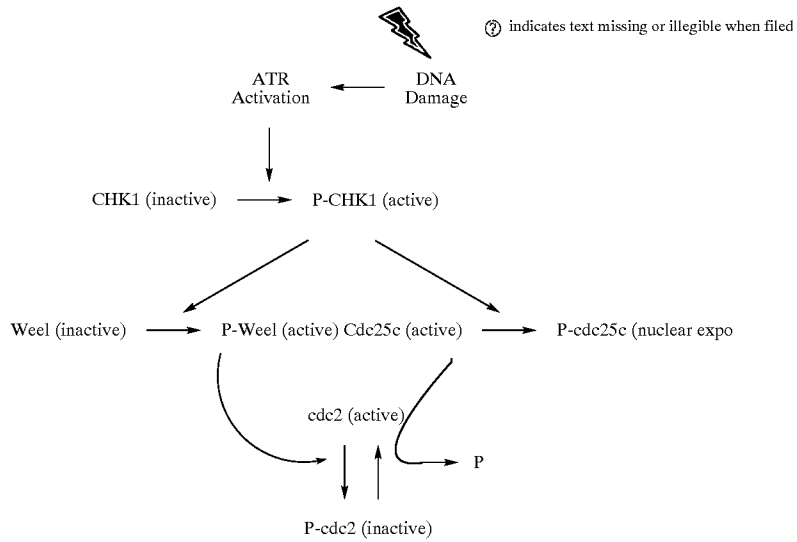 ? indicates text missing or illegible when filed
ATR
Activation
DNA
Damage
CHK1 (inactive)
P-CHK1 (active)
Weel (inactive)
P-Weel (active) Cdc25c (active)
P-cdc25c (nuclear expo
cdc2 (active)
P
P-cdc2 (inactive)